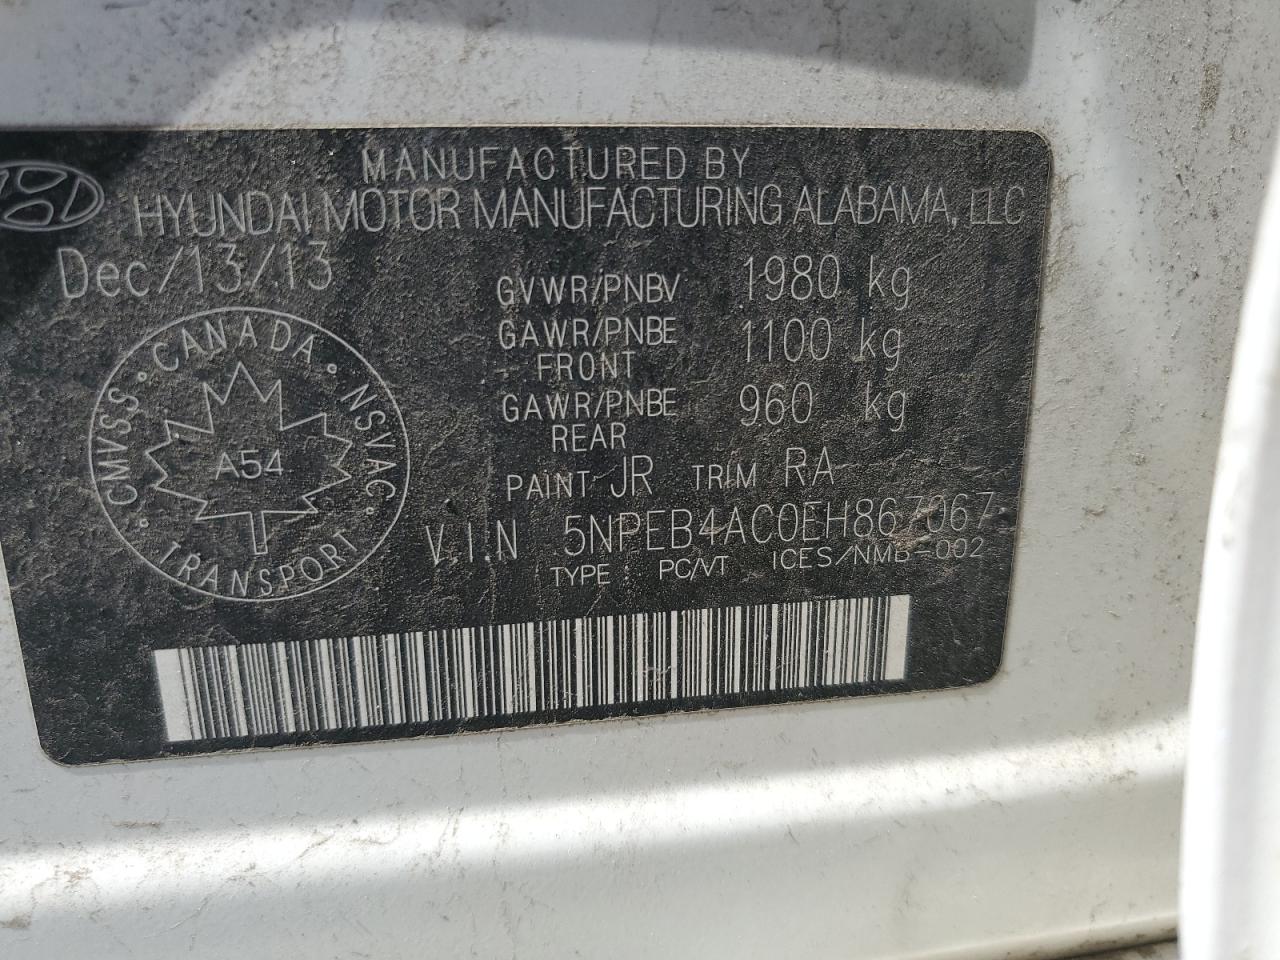 MANUFACTURED BY
HYUNDAI MOTOR MANUFACTURING ALABAMA, LLC
Dec/13/13
GVWR/PNBV 1980 kg
GAWR/PNBE 1100 kg
FRONT
GAWR/PNBE 960 kg
REAR
PAINT JR TRIM RA
V.I.N 5NPEB4AC0EH867067
TYPE : PC/VT ICES/NMB-002
CANADA · NSVAC · TRANSPORT · CMVSS ·
A54